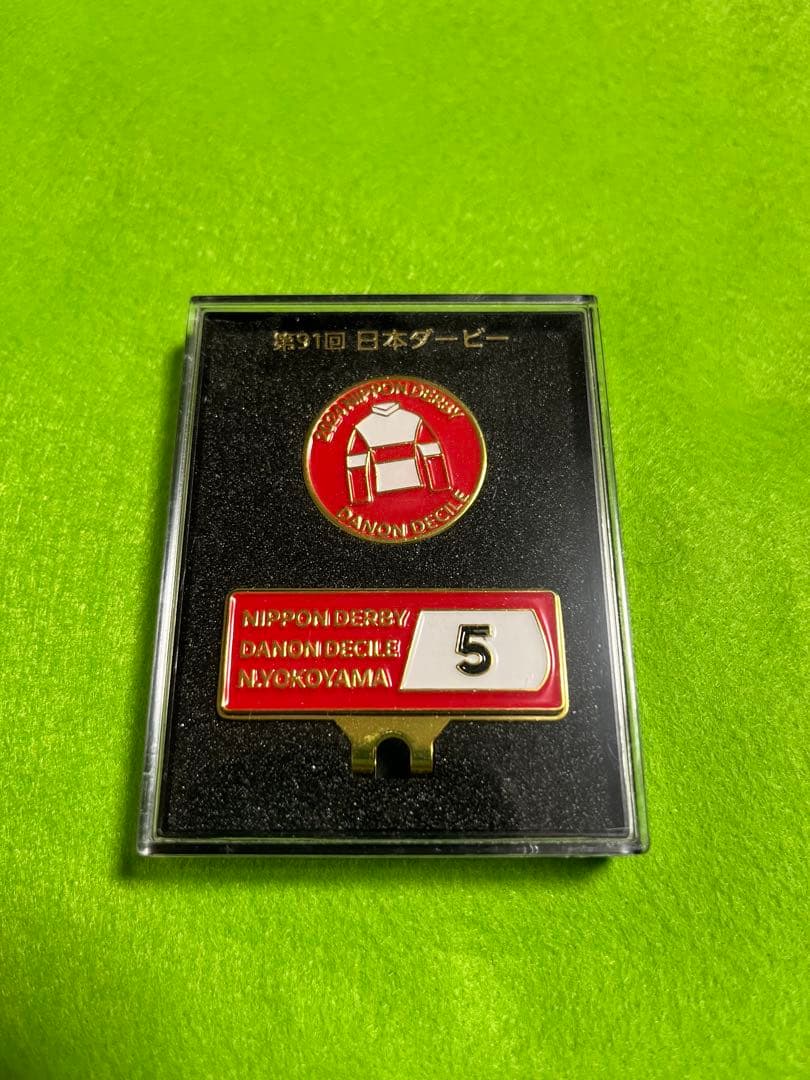 第91回 日本ダービー
2024 NIPPON DERBY
DANON DECILE
NIPPON DERBY
DANON DECILE
N.YOKOYAMA
5